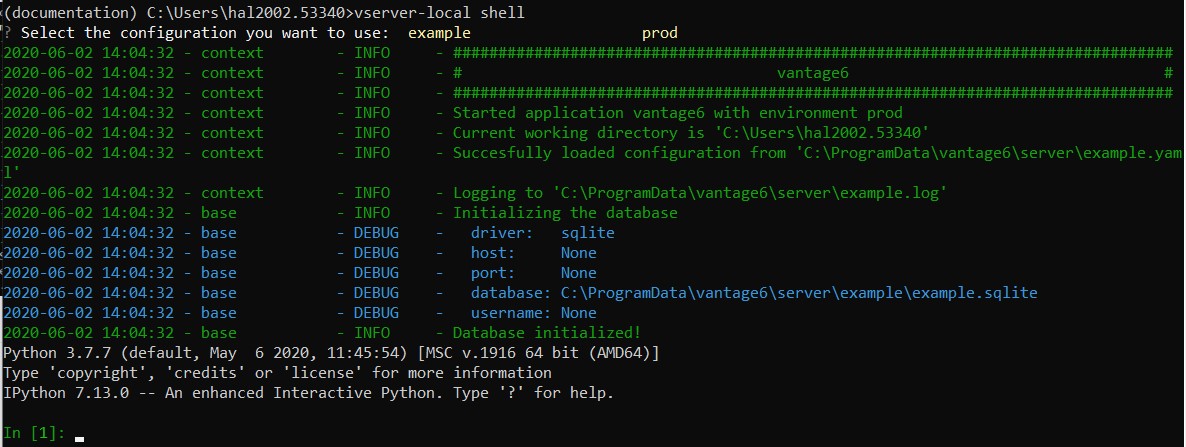 (documentation) C:\Users\hal2002.53340>vserver-local shell
? Select the configuration you want to use:  example                   prod
2020-06-02 14:04:32 - context        - INFO     - ################################################################################
2020-06-02 14:04:32 - context        - INFO     - #                                   vantage6                                   #
2020-06-02 14:04:32 - context        - INFO     - ################################################################################
2020-06-02 14:04:32 - context        - INFO     - Started application vantage6 with environment prod
2020-06-02 14:04:32 - context        - INFO     - Current working directory is 'C:\Users\hal2002.53340'
2020-06-02 14:04:32 - context        - INFO     - Succesfully loaded configuration from 'C:\ProgramData\vantage6\server\example.yam
l'
2020-06-02 14:04:32 - context        - INFO     - Logging to 'C:\ProgramData\vantage6\server\example.log'
2020-06-02 14:04:32 - base           - INFO     - Initializing the database
2020-06-02 14:04:32 - base           - DEBUG    -   driver:   sqlite
2020-06-02 14:04:32 - base           - DEBUG    -   host:     None
2020-06-02 14:04:32 - base           - DEBUG    -   port:     None
2020-06-02 14:04:32 - base           - DEBUG    -   database: C:\ProgramData\vantage6\server\example\example.sqlite
2020-06-02 14:04:32 - base           - DEBUG    -   username: None
2020-06-02 14:04:32 - base           - INFO     - Database initialized!
Python 3.7.7 (default, May  6 2020, 11:45:54) [MSC v.1916 64 bit (AMD64)]
Type 'copyright', 'credits' or 'license' for more information
IPython 7.13.0 -- An enhanced Interactive Python. Type '?' for help.
In [1]: